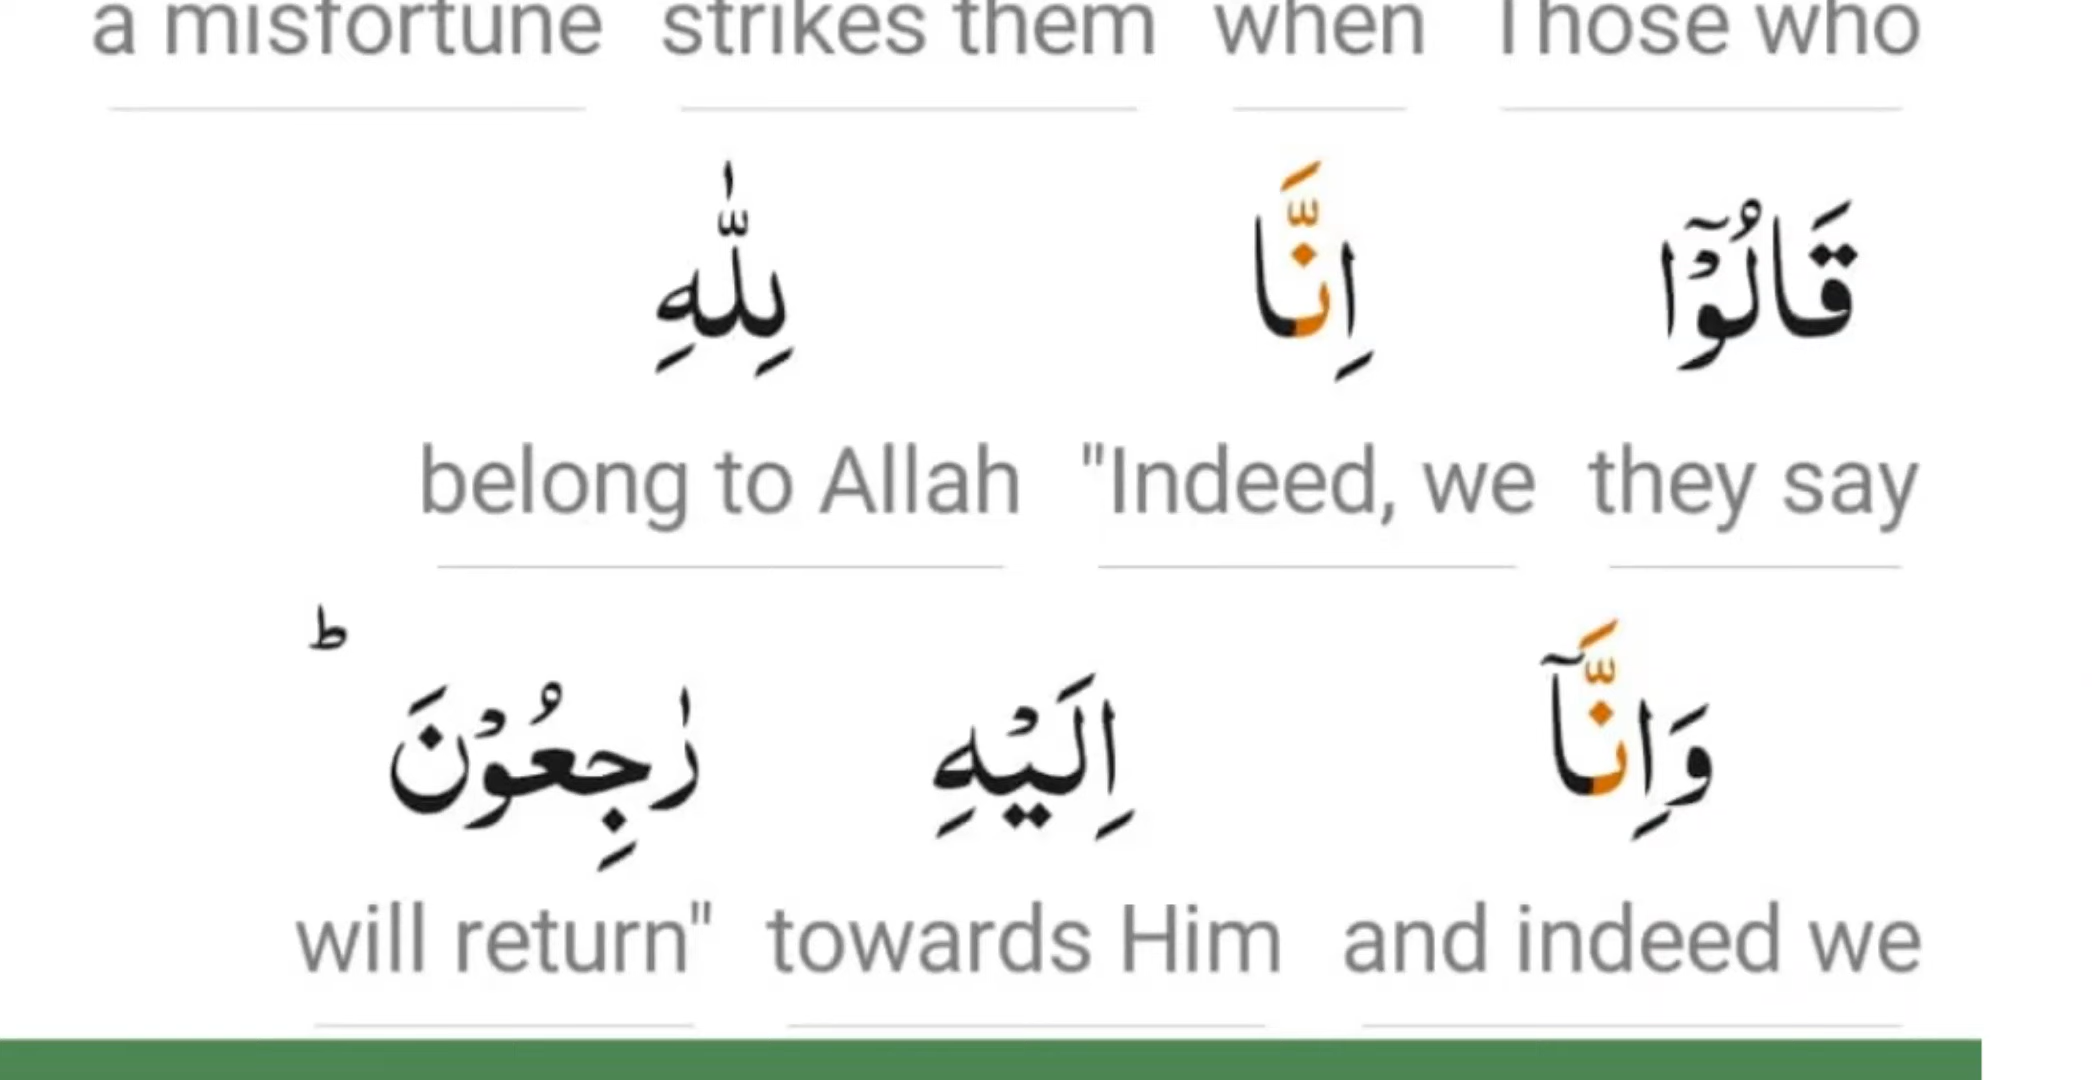 Those who when strikes them a misfortune
قَالُوْٓا اِنَّا لِلّٰهِ
they say "Indeed, we belong to Allah
وَاِنَّآ اِلَيْهِ رٰجِعُوْنَ ؕ
and indeed we towards Him will return"